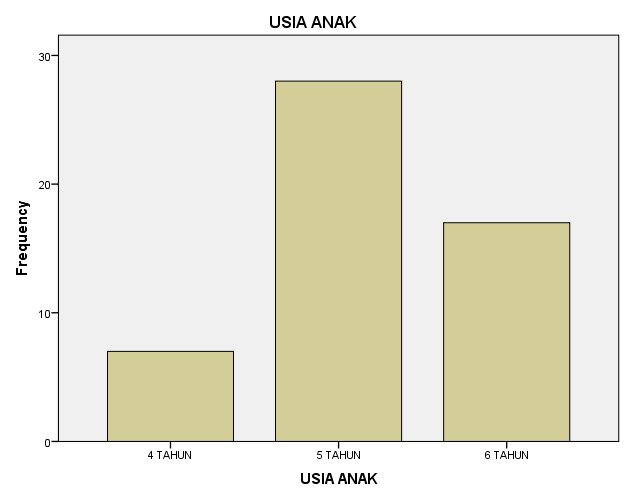 USIA ANAK
30
20
10
0
Frequency
4 TAHUN
5 TAHUN
6 TAHUN
USIA ANAK